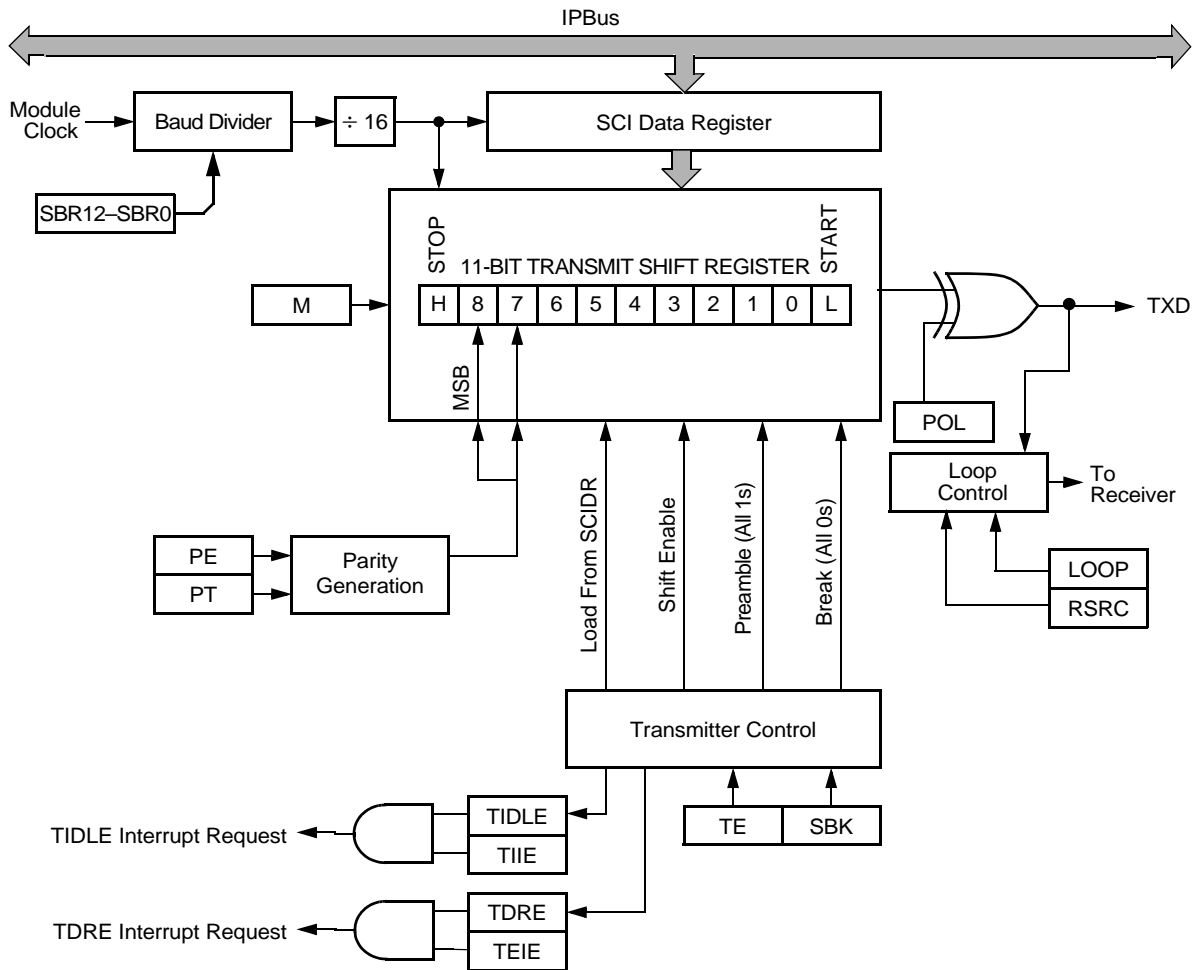 IPBus
Module
Clock
Baud Divider
÷ 16
SCI Data Register
SBR12–SBR0
STOP
11-BIT TRANSMIT SHIFT REGISTER
START
H 8 7 6 5 4 3 2 1 0 L
M
TXD
MSB
POL
Loop
Control
To
Receiver
Load From SCIDR
Shift Enable
Preamble (All 1s)
Break (All 0s)
PE
PT
Parity
Generation
LOOP
RSRC
Transmitter Control
TIDLE Interrupt Request
TIDLE
TIIE
TE
SBK
TDRE Interrupt Request
TDRE
TEIE